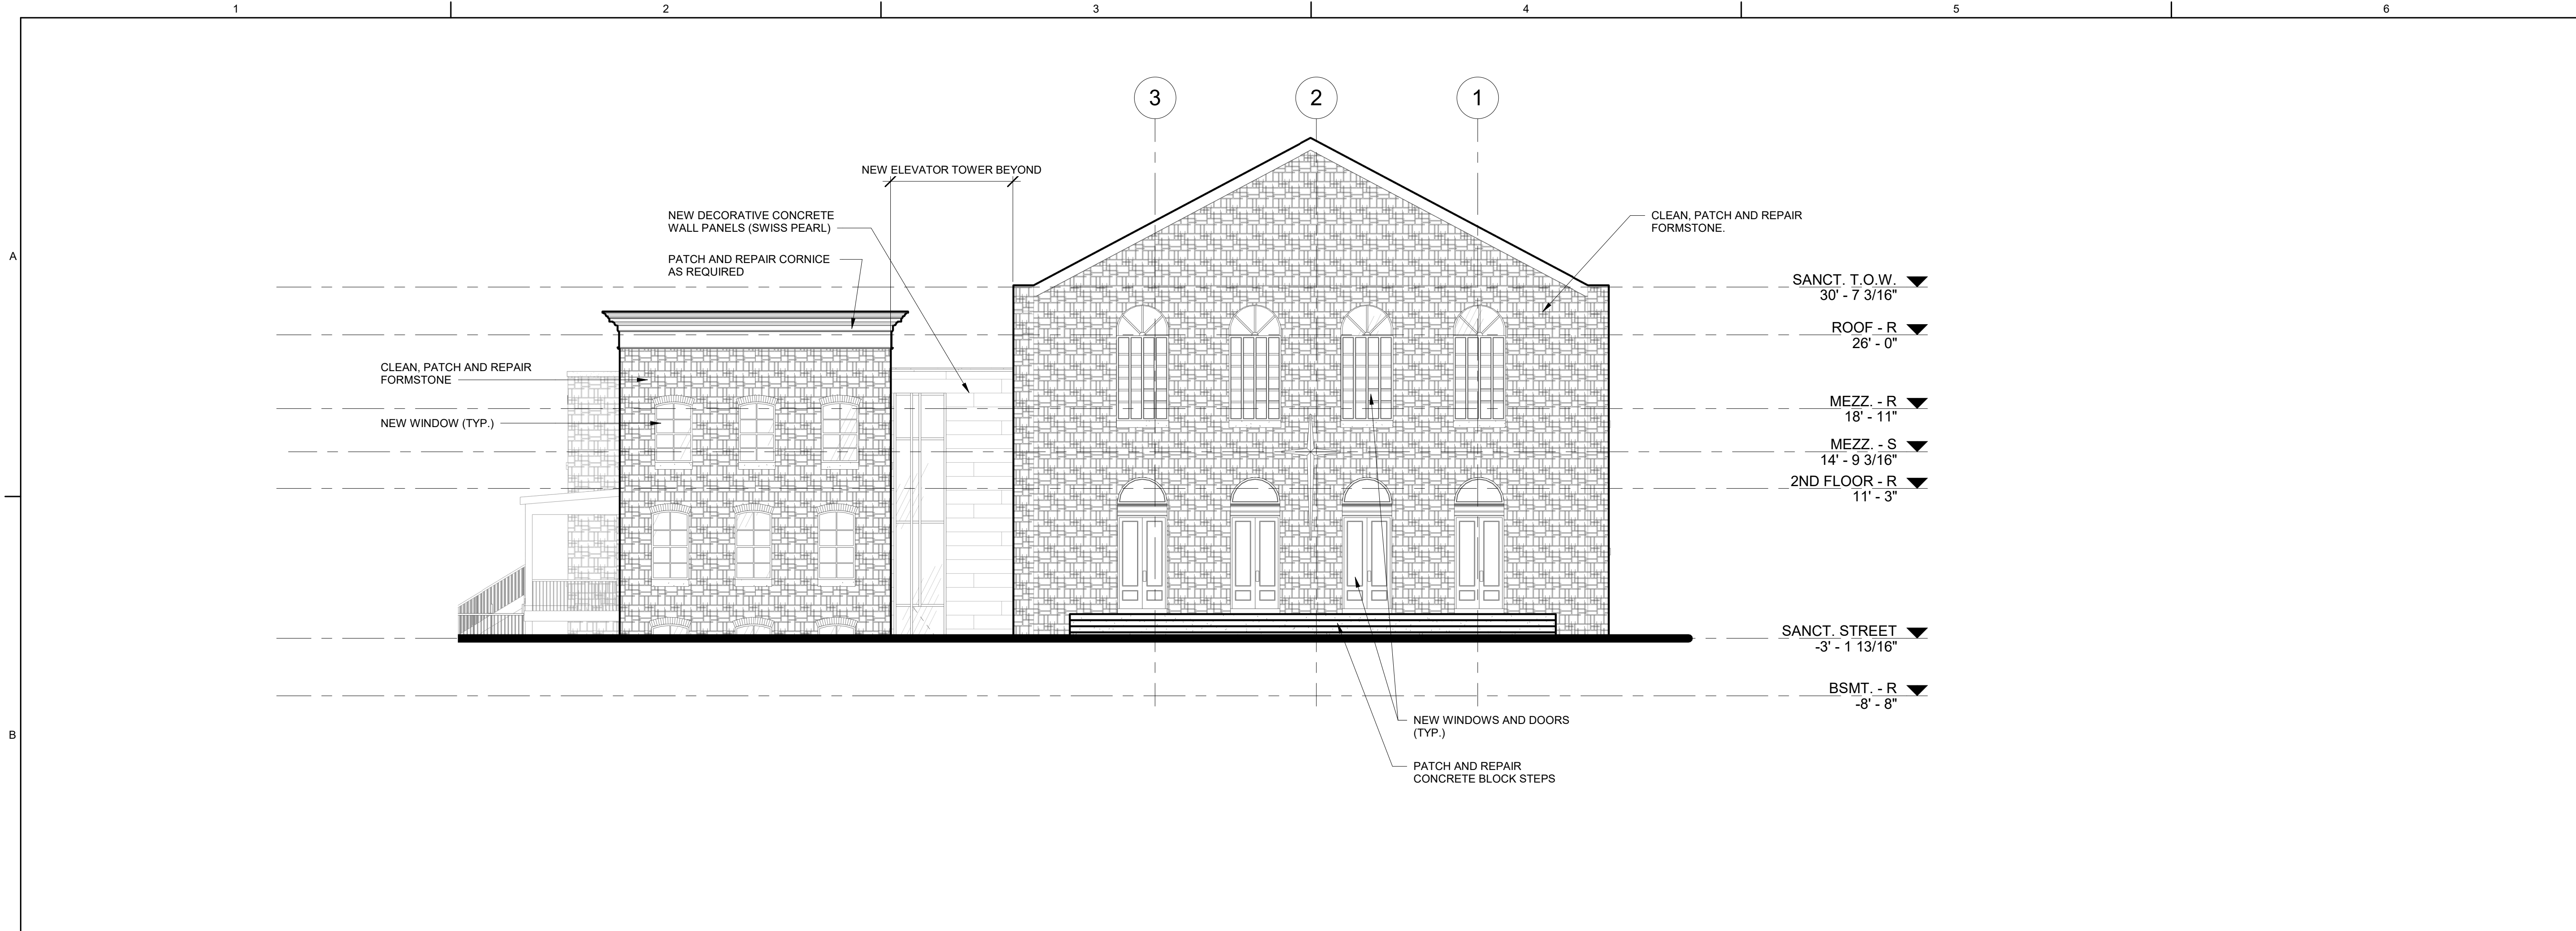 1
2
3
4
5
6
3
2
1
NEW ELEVATOR TOWER BEYOND
NEW DECORATIVE CONCRETE
WALL PANELS (SWISS PEARL)
CLEAN, PATCH AND REPAIR
FORMSTONE.
A
PATCH AND REPAIR CORNICE
AS REQUIRED
SANCT. T.O.W.
30' - 7 3/16"
ROOF - R
26' - 0"
CLEAN, PATCH AND REPAIR
FORMSTONE
MEZZ. - R
18' - 11"
NEW WINDOW (TYP.)
MEZZ. - S
14' - 9 3/16"
2ND FLOOR - R
11' - 3"
SANCT. STREET
-3' - 1 13/16"
BSMT. - R
-8' - 8"
B
NEW WINDOWS AND DOORS
(TYP.)
PATCH AND REPAIR
CONCRETE BLOCK STEPS